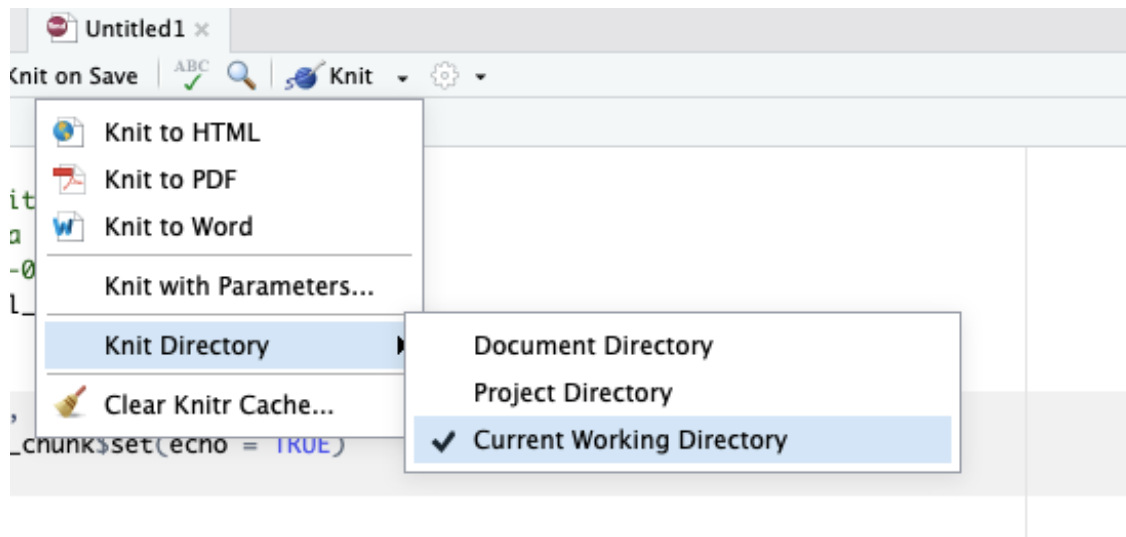 Untitled1 ×
Knit on Save ABC Knit
Knit to HTML
Knit to PDF
Knit to Word
Knit with Parameters...
Knit Directory
Document Directory
Project Directory
Current Working Directory
Clear Knitr Cache...
_chunk$set(echo = TRUE)